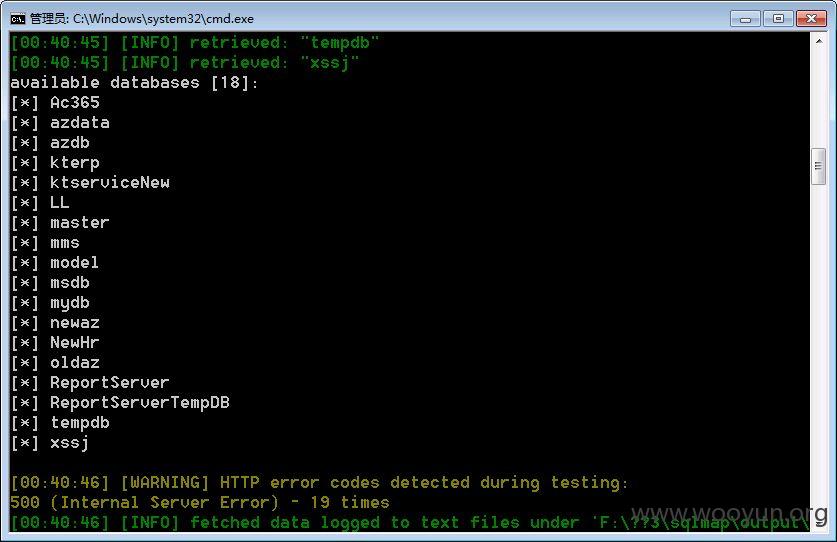 管理员: C:\Windows\system32\cmd.exe
[00:40:45] [INFO] retrieved: "tempdb"
[00:40:45] [INFO] retrieved: "xssj"
available databases [18]:
[*] Ac365
[*] azdata
[*] azdb
[*] kterp
[*] ktserviceNew
[*] LL
[*] master
[*] mms
[*] model
[*] msdb
[*] mydb
[*] newaz
[*] NewHr
[*] oldaz
[*] ReportServer
[*] ReportServerTempDB
[*] tempdb
[*] xssj
[00:40:46] [WARNING] HTTP error codes detected during testing:
500 (Internal Server Error) - 19 times
[00:40:46] [INFO] fetched data logged to text files under 'F:\??3\sqlmap\output\
www.wooyun.org